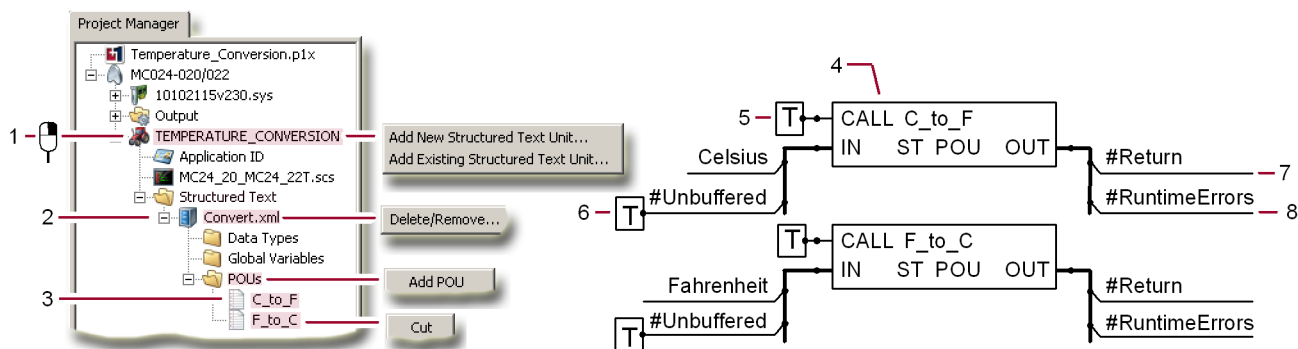 Project Manager
Temperature_Conversion.p1x
MC024-020/022
10102115v230.sys
Output
1
TEMPERATURE_CONVERSION
Add New Structured Text Unit...
Add Existing Structured Text Unit...
Application ID
MC24_20_MC24_22T.scs
Structured Text
2
Convert.xml
Delete/Remove...
Data Types
Global Variables
POUs
Add POU
3
C_to_F
F_to_C
Cut
4
5
T
CALL C_to_F
Celsius
IN ST POU OUT
#Return
7
6
T
#Unbuffered
#RuntimeErrors
8
T
CALL F_to_C
Fahrenheit
IN ST POU OUT
#Return
T
#Unbuffered
#RuntimeErrors